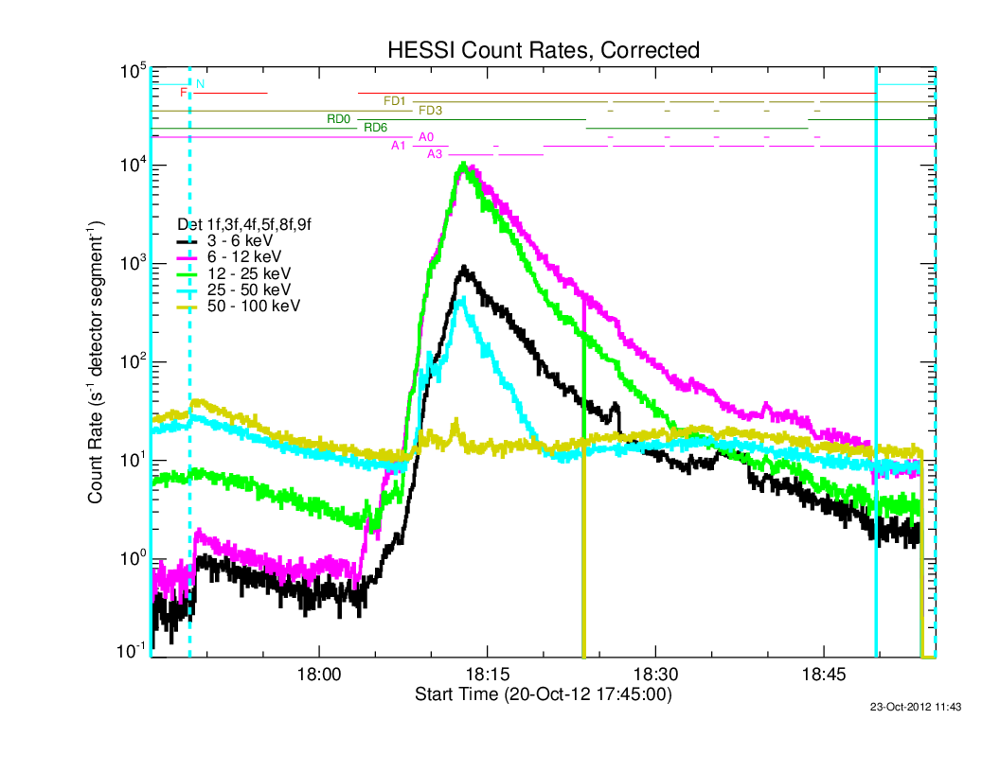 HESSI Count Rates, Corrected
10^5
N
F
FD1
FD3
RD0
RD6
A0
A1
A3
10^4
Det 1f,3f,4f,5f,8f,9f
3 - 6 keV
6 - 12 keV
12 - 25 keV
25 - 50 keV
50 - 100 keV
10^3
10^2
10^1
10^0
10^-1
Count Rate (s^-1 detector segment^-1)
18:00 18:15 18:30 18:45
Start Time (20-Oct-12 17:45:00)
23-Oct-2012 11:43